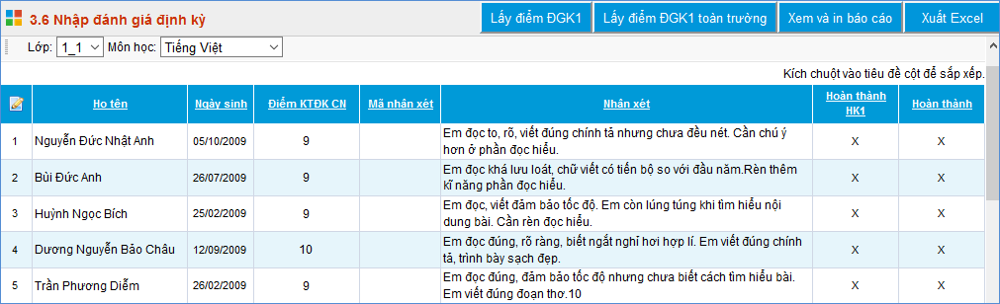 3.6 Nhập đánh giá định kỳ
Lấy điểm ĐGK1
Lấy điểm ĐGK1 toàn trường
Xem và in báo cáo
Xuất Excel
Lớp: 1_1 Môn học: Tiếng Việt
Kích chuột vào tiêu đề cột để sắp xếp.
Họ tên
Ngày sinh
Điểm KTĐK CN
Mã nhận xét
Nhận xét
Hoàn thành
HK1
Hoàn thành
1 Nguyễn Đức Nhật Anh 05/10/2009 9
Em đọc to, rõ, viết đúng chính tả nhưng chưa đều nét. Cần chú ý
hơn ở phần đọc hiểu.
X X
2 Bùi Đức Anh 26/07/2009 9
Em đọc khá lưu loát, chữ viết có tiến bộ so với đầu năm.Rèn thêm
kĩ năng phần đọc hiểu.
X X
3 Huỳnh Ngọc Bích 25/02/2009 9
Em đọc, viết đảm bảo tốc độ. Em còn lúng túng khi tìm hiểu nội
dung bài. Cần rèn đọc hiểu.
X X
4 Dương Nguyễn Bảo Châu 12/09/2009 10
Em đọc đúng, rõ ràng, biết ngắt nghỉ hơi hợp lí. Em viết đúng chính
tả, trình bày sạch đẹp.
X X
5 Trần Phương Diễm 26/02/2009 9
Em đọc đúng, đảm bảo tốc độ nhưng chưa biết cách tìm hiểu bài.
Em viết đúng đoạn thơ.10
X X